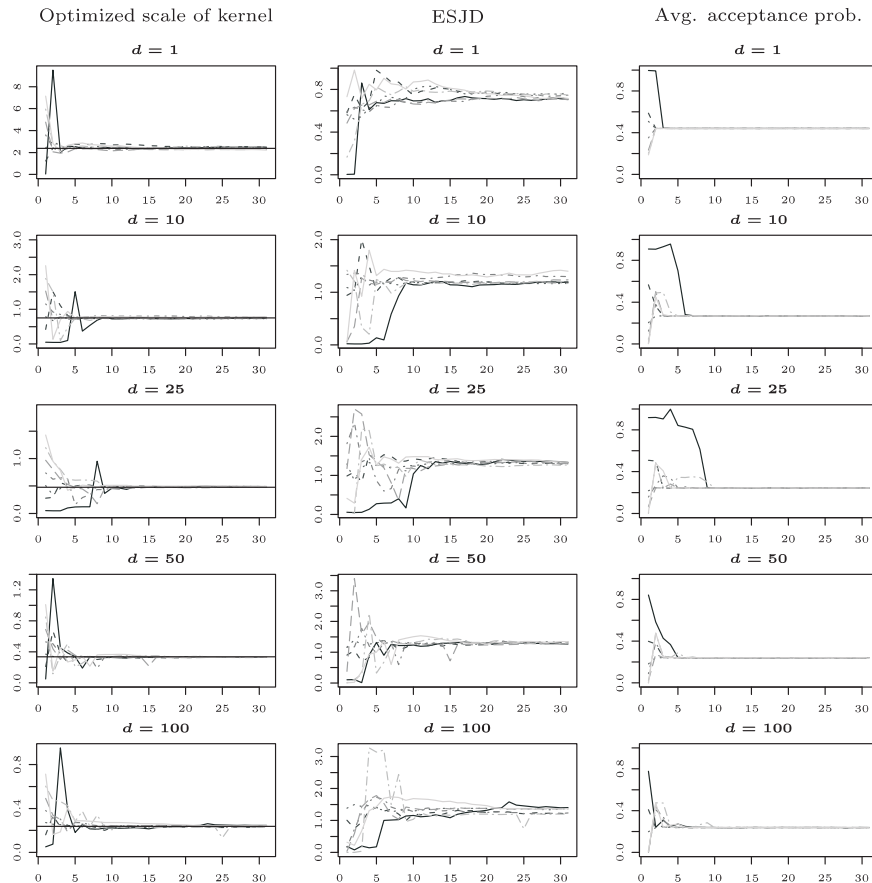 Optimized scale of kernel ESJD Avg. acceptance prob.
d = 1 d = 1 d = 1
0 2 4 6 8
0.0 0.4 0.8
0.0 0.4 0.8
0 5 10 15 20 25 30 0 5 10 15 20 25 30 0 5 10 15 20 25 30
d = 10 d = 10 d = 10
0.0 1.0 2.0 3.0
0.0 1.0 2.0
0.0 0.4 0.8
0 5 10 15 20 25 30 0 5 10 15 20 25 30 0 5 10 15 20 25 30
d = 25 d = 25 d = 25
0.0 1.0
0.0 1.0 2.0
0.0 0.4 0.8
0 5 10 15 20 25 30 0 5 10 15 20 25 30 0 5 10 15 20 25 30
d = 50 d = 50 d = 50
0.0 0.4 0.8 1.2
0.0 1.0 2.0 3.0
0.0 0.4 0.8
0 5 10 15 20 25 30 0 5 10 15 20 25 30 0 5 10 15 20 25 30
d = 100 d = 100 d = 100
0.0 0.4 0.8
0.0 1.0 2.0 3.0
0.0 0.4 0.8
0 5 10 15 20 25 30 0 5 10 15 20 25 30 0 5 10 15 20 25 30